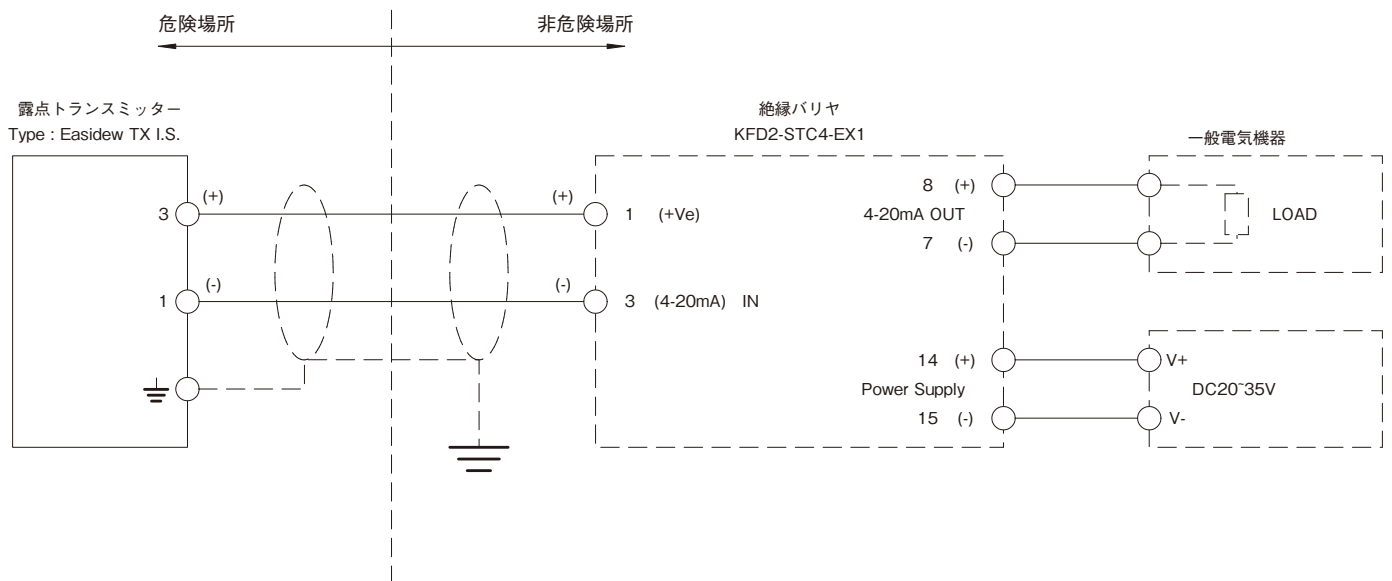 危険場所
非危険場所
露点トランスミッター
Type : Easidew TX I.S.
絶縁バリヤ
KFD2-STC4-EX1
一般電気機器
3 (+)
(+) 1 (+Ve)
8 (+)
4-20mA OUT
7 (-)
LOAD
1 (-)
(-) 3 (4-20mA) IN
14 (+)
Power Supply
15 (-)
V+
DC20~35V
V-